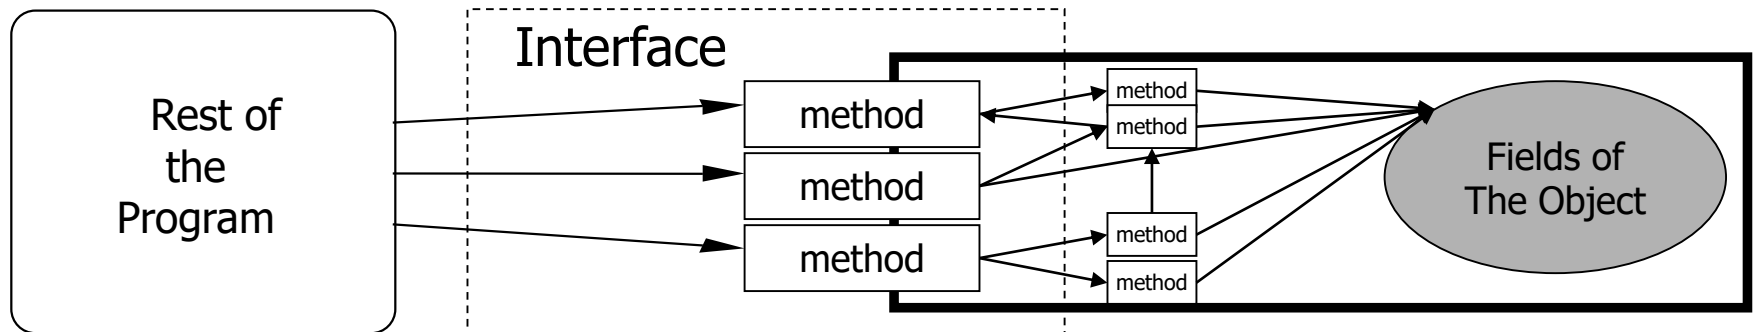 Rest of
the
Program
Interface
method
method
method
method
method
method
method
Fields of
The Object